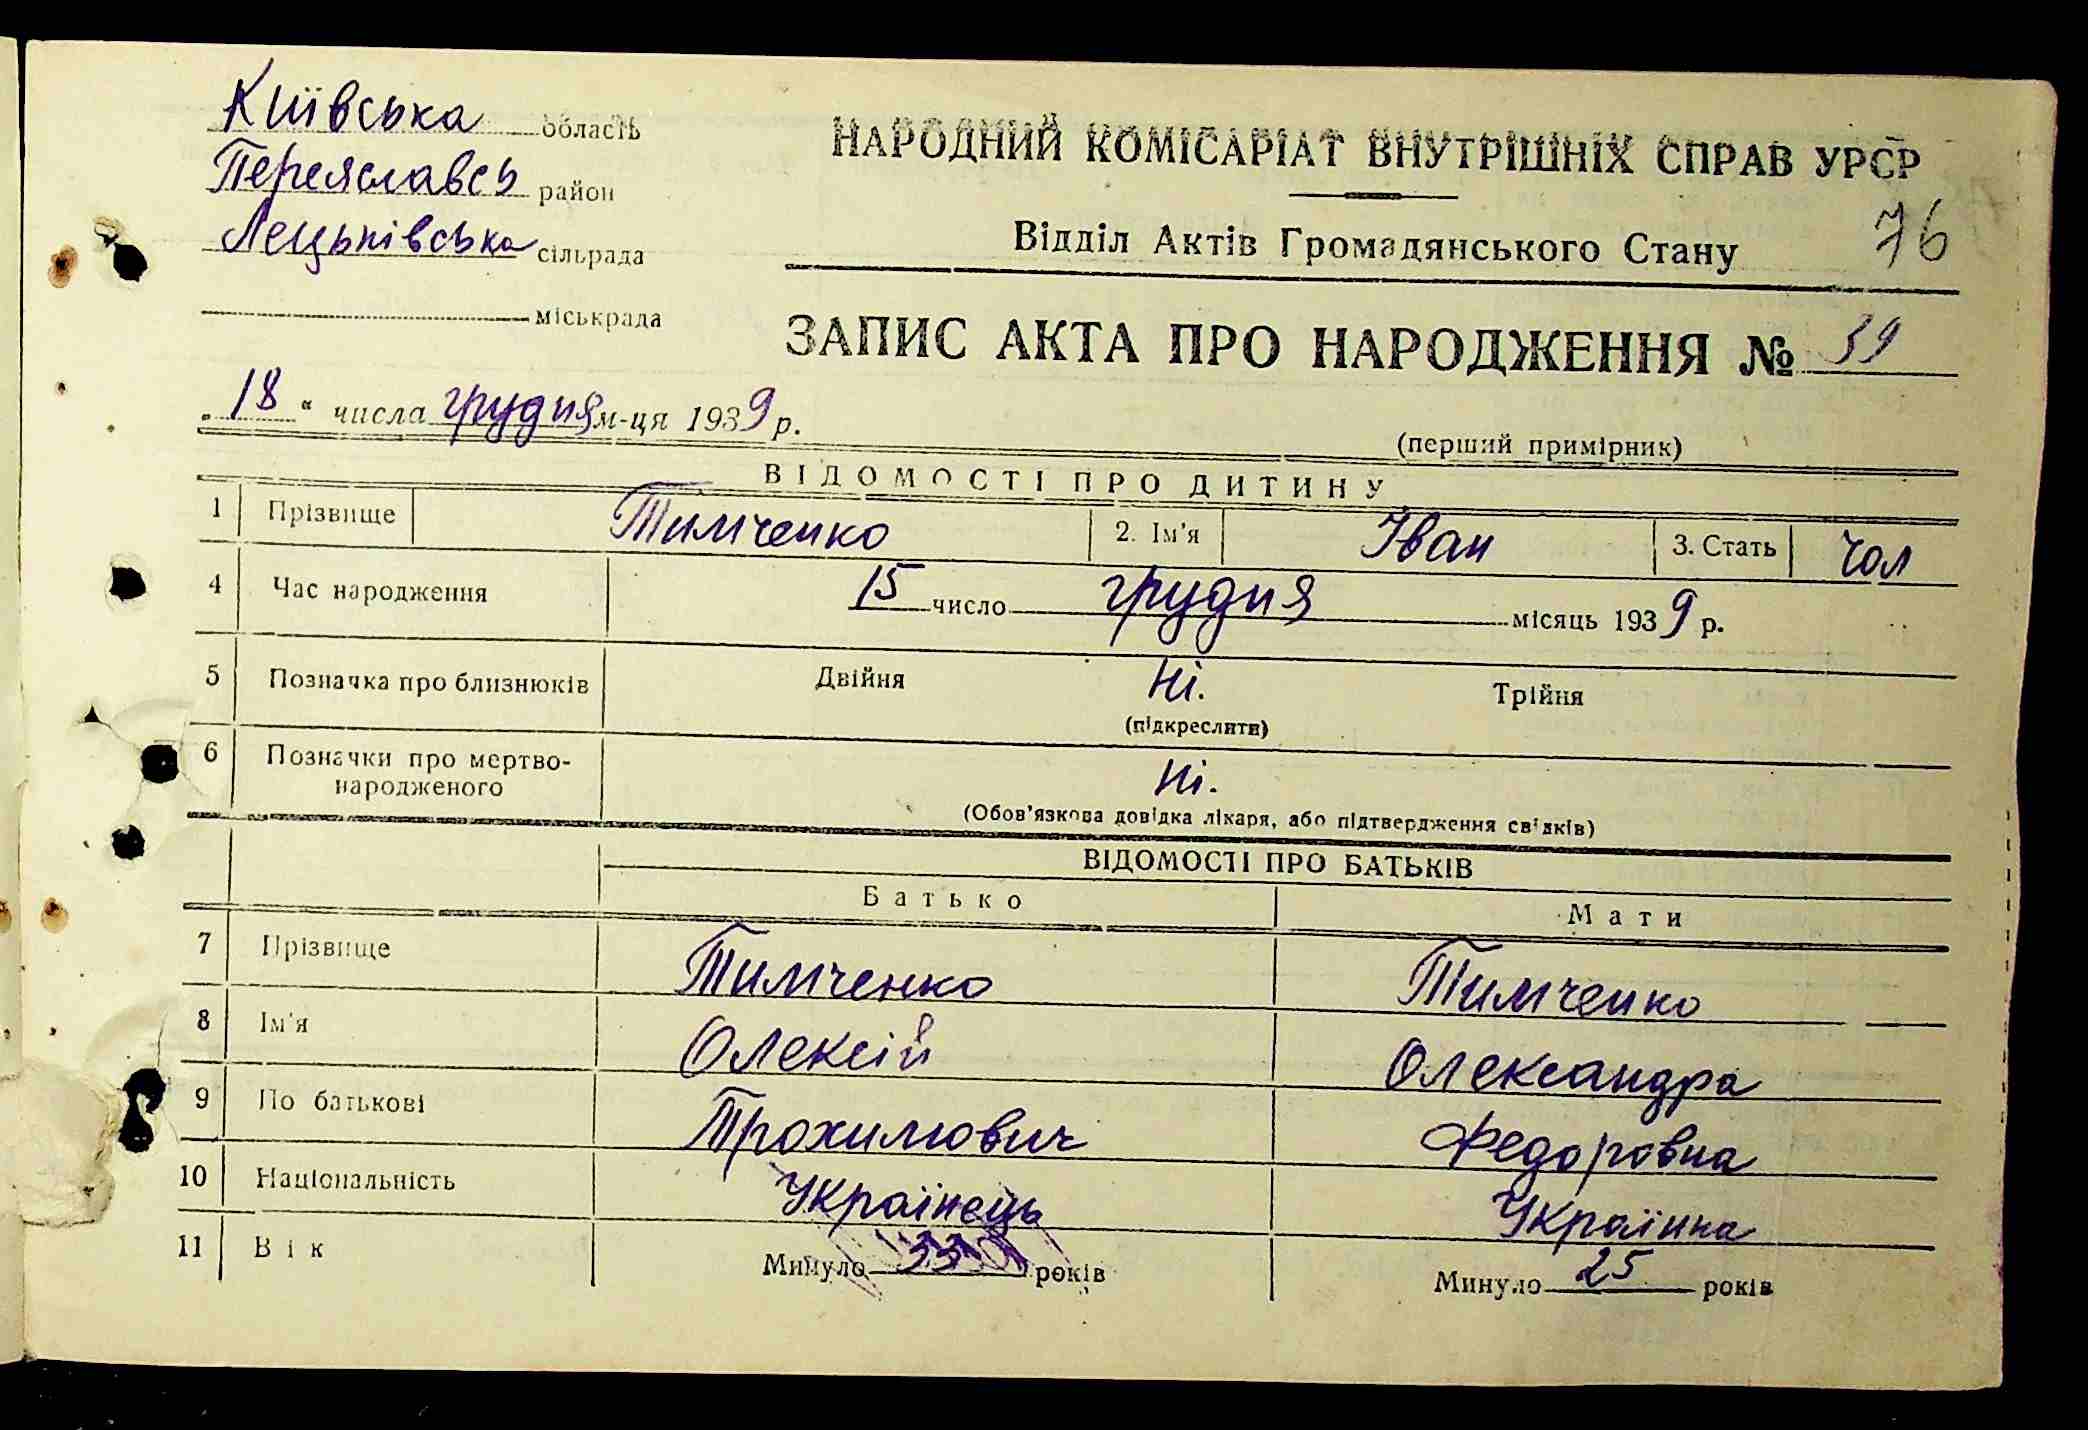 Київська область
Переяславсь район
Лецьківська сільрада
міськрада
НАРОДНИЙ КОМІСАРІАТ ВНУТРІШНІХ СПРАВ УРСР
76
Відділ Актів Громадянського Стану
ЗАПИС АКТА ПРО НАРОДЖЕННЯ № 39
„18“ числа грудня м-ця 1939 р.
(перший примірник)
ВІДОМОСТІ ПРО ДИТИНУ
1 Прізвище Тимченко 2. Ім'я Іван 3. Стать чол
4 Час народження 15 число грудня місяць 1939 р.
5 Позначка про близнюків Двійня Ні. Трійня
(підкреслити)
6 Позначки про мертво-
народженого Ні.
(Обов'язкова довідка лікаря, або підтвердження свідків)
ВІДОМОСТІ ПРО БАТЬКІВ
Батько Мати
7 Прізвище Тимченко Тимченко
8 Ім'я Олексій Олександра
9 По батькові Трохимович Федоровна
10 Національність Українець Українка
11 Вік Минуло 33 років Минуло 25 років